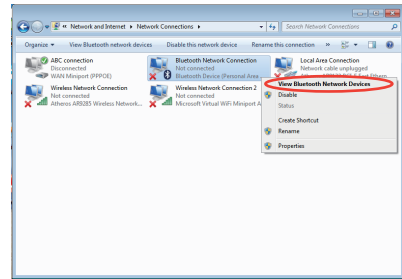 « Network and Internet ▸ Network Connections ▸
Search Network Connections
Organize ▾ View Bluetooth network devices Disable this network device Rename this connection »
ABC connection
Disconnected
WAN Miniport (PPPOE)
Bluetooth Network Connection
Not connected
Bluetooth Device (Personal Area ...
Local Area Connection
Network cable unplugged
Wireless Network Connection
Not connected
Atheros AR9285 Wireless Network...
Wireless Network Connection 2
Not connected
Microsoft Virtual WiFi Miniport A
View Bluetooth Network Devices
Disable
Status
Create Shortcut
Rename
Properties